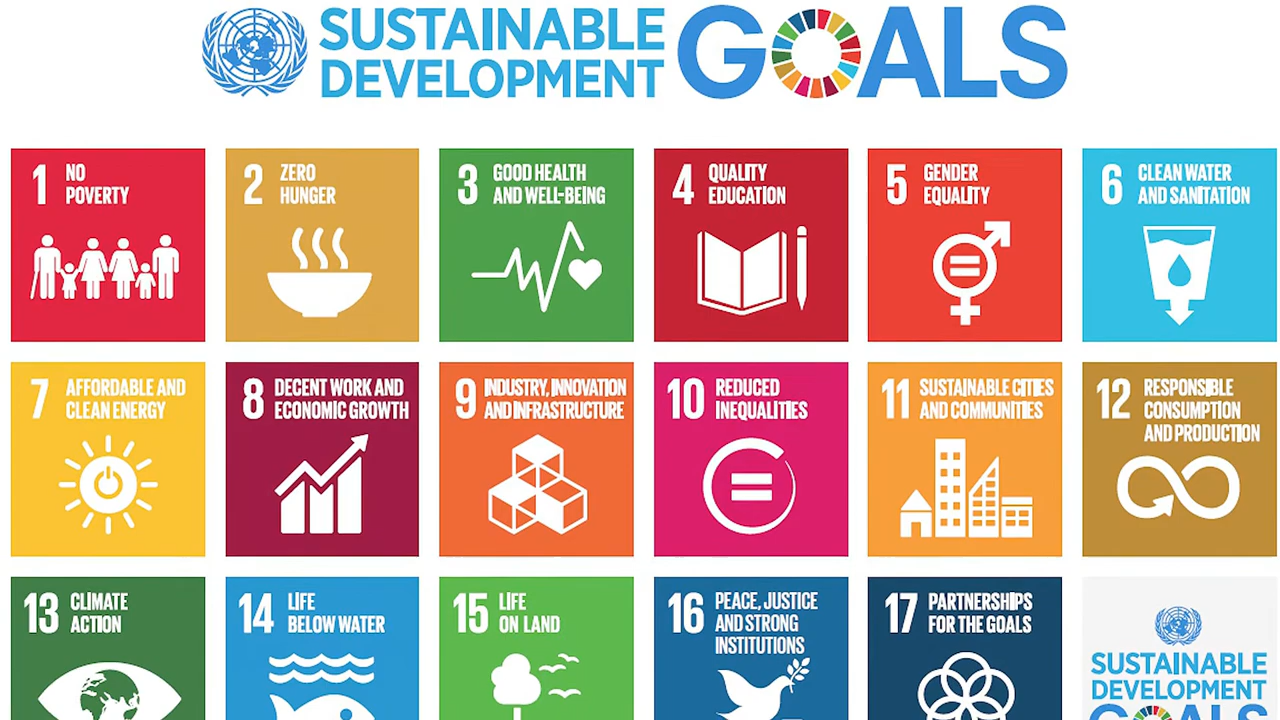 SUSTAINABLE
DEVELOPMENT
GOALS
1 NO
POVERTY
2 ZERO
HUNGER
3 GOOD HEALTH
AND WELL-BEING
4 QUALITY
EDUCATION
5 GENDER
EQUALITY
6 CLEAN WATER
AND SANITATION
7 AFFORDABLE AND
CLEAN ENERGY
8 DECENT WORK AND
ECONOMIC GROWTH
9 INDUSTRY, INNOVATION
AND INFRASTRUCTURE
10 REDUCED
INEQUALITIES
11 SUSTAINABLE CITIES
AND COMMUNITIES
12 RESPONSIBLE
CONSUMPTION
AND PRODUCTION
13 CLIMATE
ACTION
14 LIFE
BELOW WATER
15 LIFE
ON LAND
16 PEACE, JUSTICE
AND STRONG
INSTITUTIONS
17 PARTNERSHIPS
FOR THE GOALS
SUSTAINABLE
DEVELOPMENT
GOALS